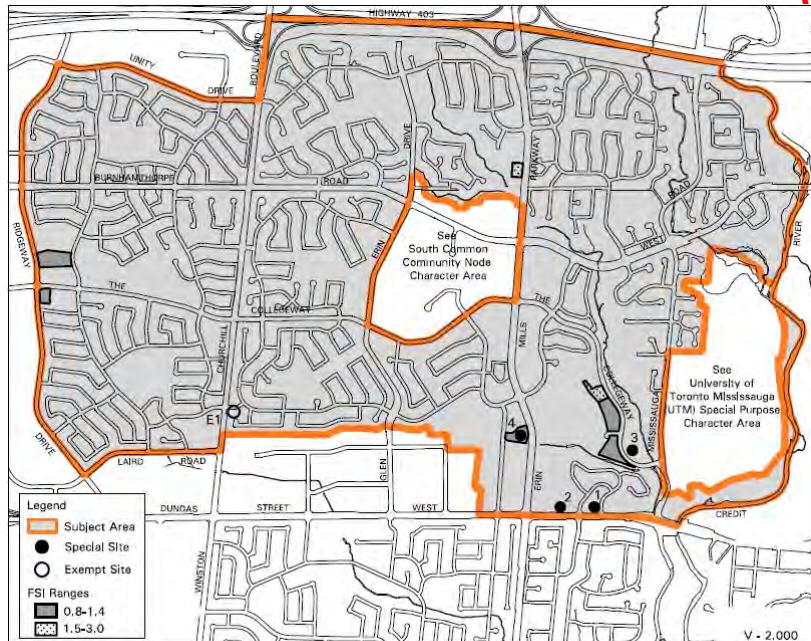 HIGHWAY 403
UNITY
DRIVE
BOULEVARD
DRIVE
PARKWAY
BURNHAMTHORPE
ROAD
ROAD
WEST
RIVER
RIDGEWAY
ERIN
See
South Common
Community Node
Character Area
THE
COLLEGEWAY
THE
CHURCHILL
MILLS
COLLEGEWAY
MISSISSAUGA
See
University of
Toronto Mississauga
(UTM) Special Purpose
Character Area
E1
4
3
DRIVE
LAIRD
ROAD
GLEN
ERIN
2
1
DUNDAS
STREET
WEST
CREDIT
WINSTON
Legend
Subject Area
Special Site
Exempt Site
FSI Ranges
0.8-1.4
1.5-3.0
V - 2.000